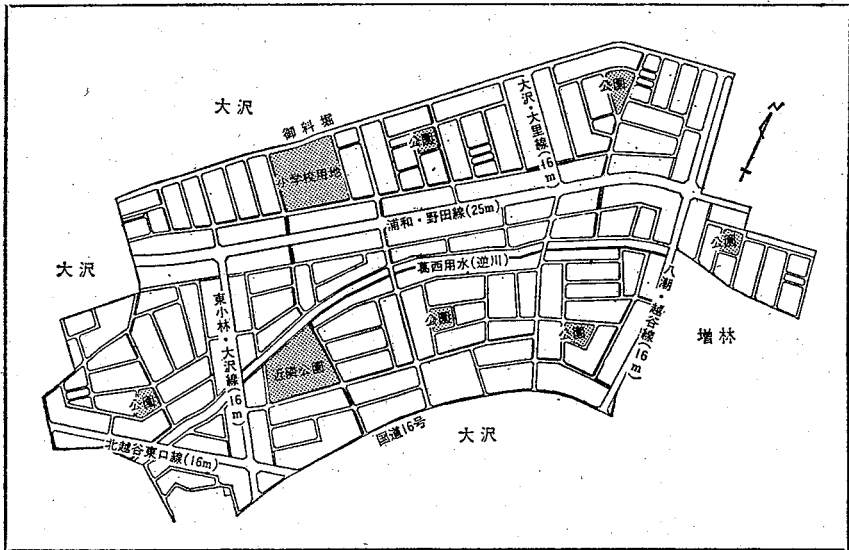 大沢
御料堀
小学校用地
公園
大沢・大里線(16m)
公園
N
浦和・野田線(25m)
大沢
葛西用水(逆川)
公園
東小林・大沢線(16m)
八潮・越谷線(16m)
増林
公園
公園
近隣公園
公園
国道16号
大沢
北越谷東口線(16m)